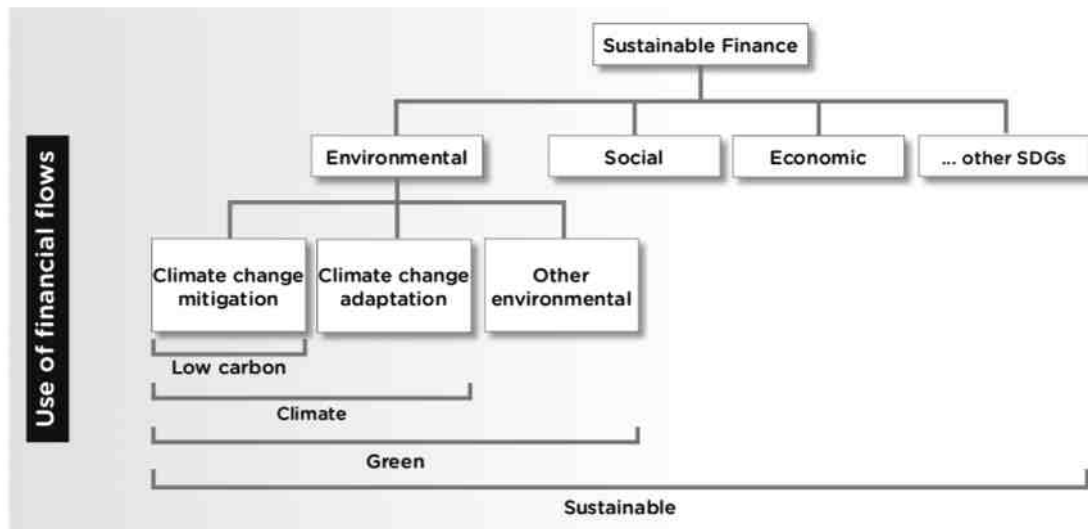 Sustainable Finance
Environmental
Social
Economic
... other SDGs
Use of financial flows
Climate change
mitigation
Climate change
adaptation
Other
environmental
Low carbon
Climate
Green
Sustainable